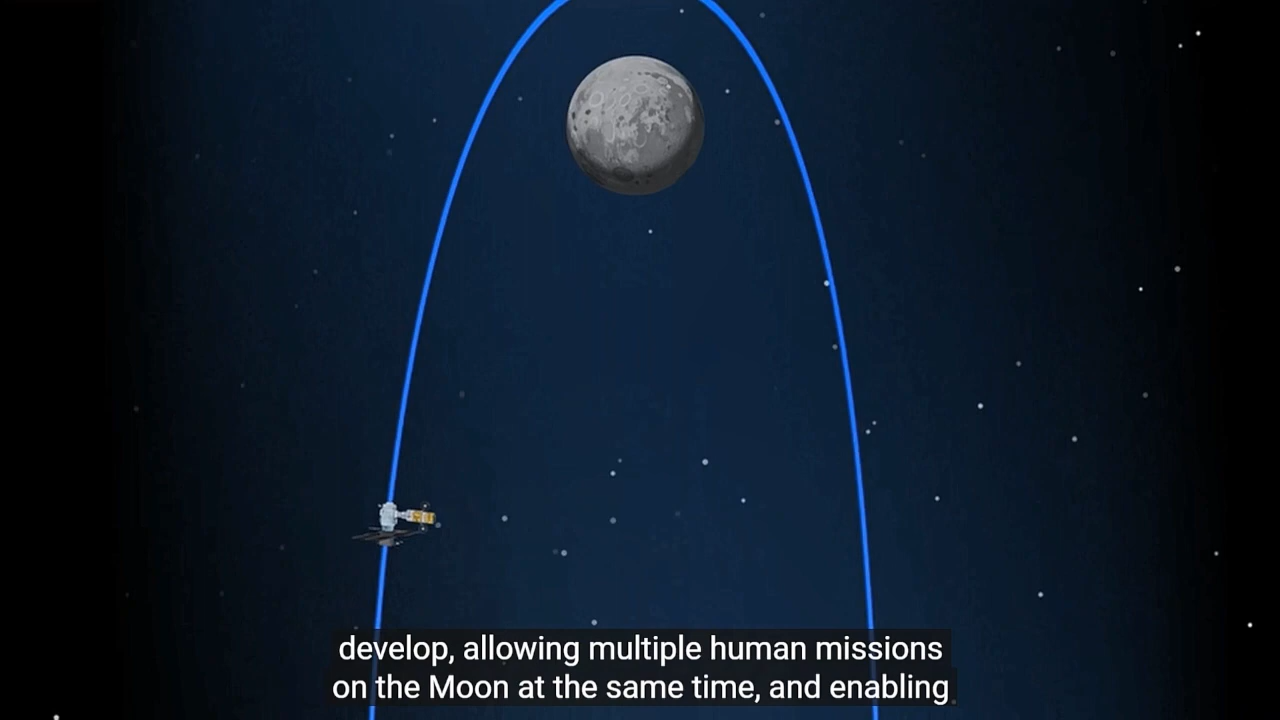 develop, allowing multiple human missions
on the Moon at the same time, and enabling